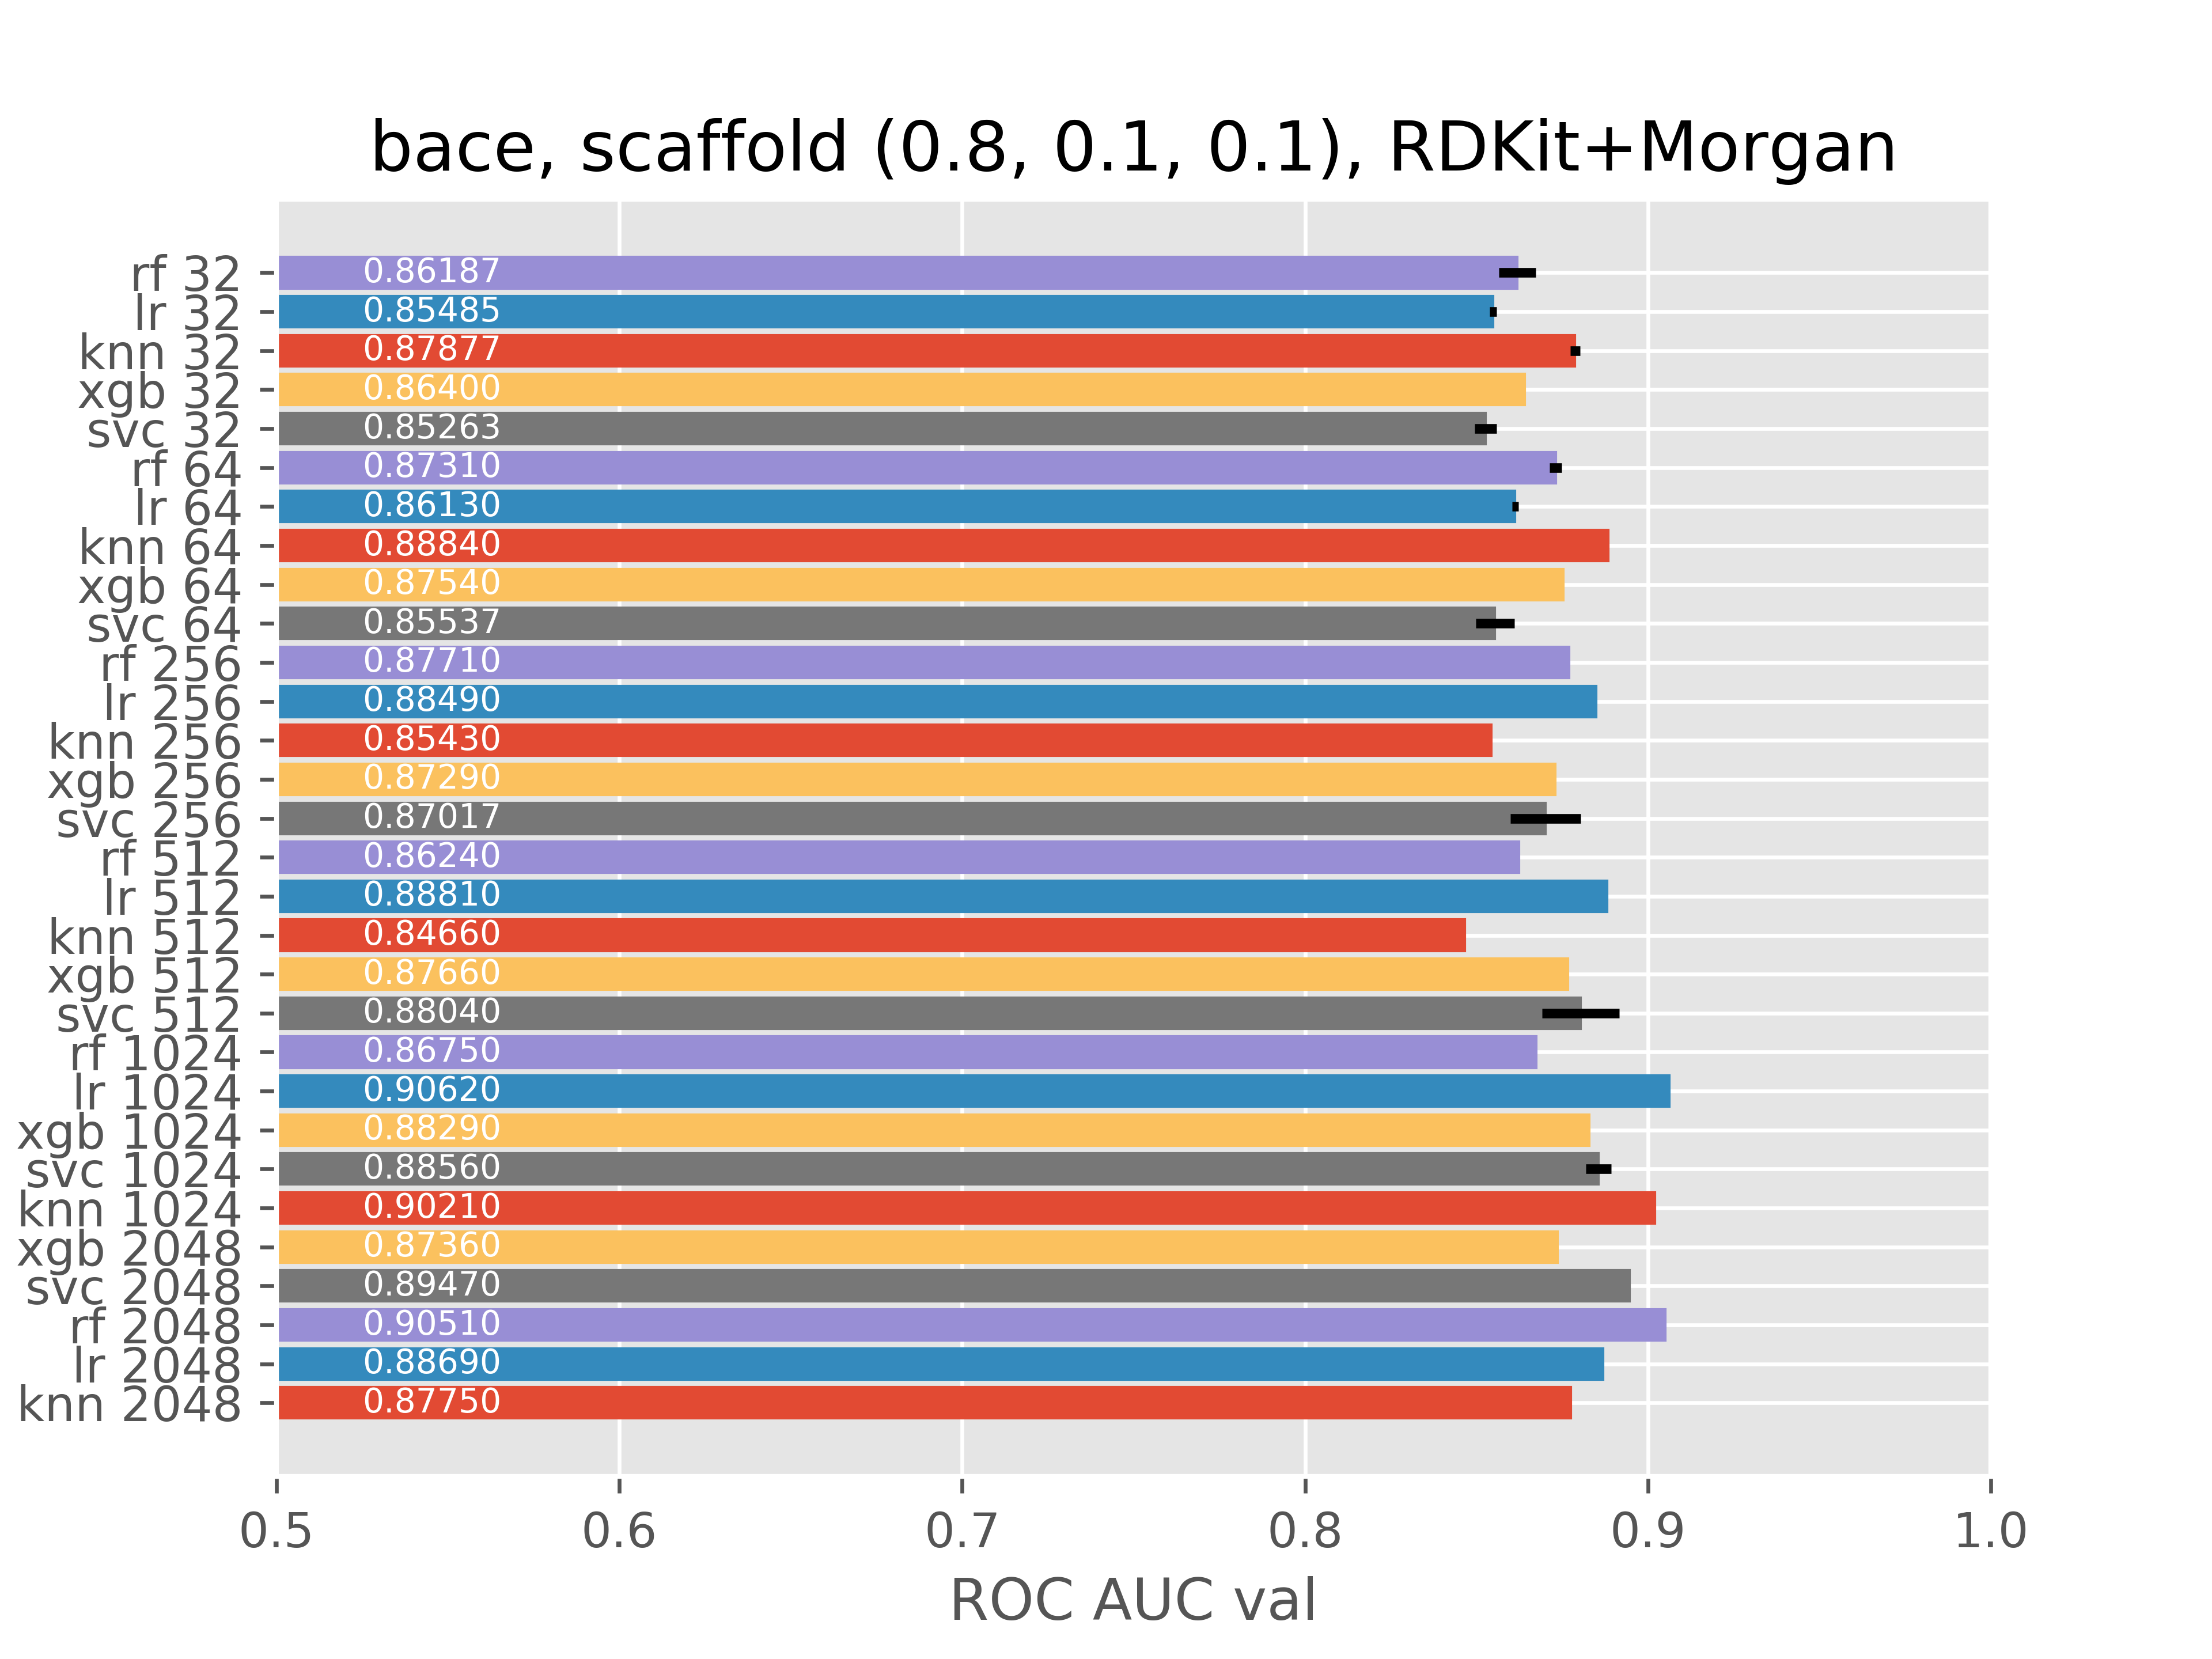 bace, scaffold (0.8, 0.1, 0.1), RDKit+Morgan
rf 32 0.86187
lr 32 0.85485
knn 32 0.87877
xgb 32 0.86400
svc 32 0.85263
rf 64 0.87310
lr 64 0.86130
knn 64 0.88840
xgb 64 0.87540
svc 64 0.85537
rf 256 0.87710
lr 256 0.88490
knn 256 0.85430
xgb 256 0.87290
svc 256 0.87017
rf 512 0.86240
lr 512 0.88810
knn 512 0.84660
xgb 512 0.87660
svc 512 0.88040
rf 1024 0.86750
lr 1024 0.90620
xgb 1024 0.88290
svc 1024 0.88560
knn 1024 0.90210
xgb 2048 0.87360
svc 2048 0.89470
rf 2048 0.90510
lr 2048 0.88690
knn 2048 0.87750
0.5 0.6 0.7 0.8 0.9 1.0
ROC AUC val